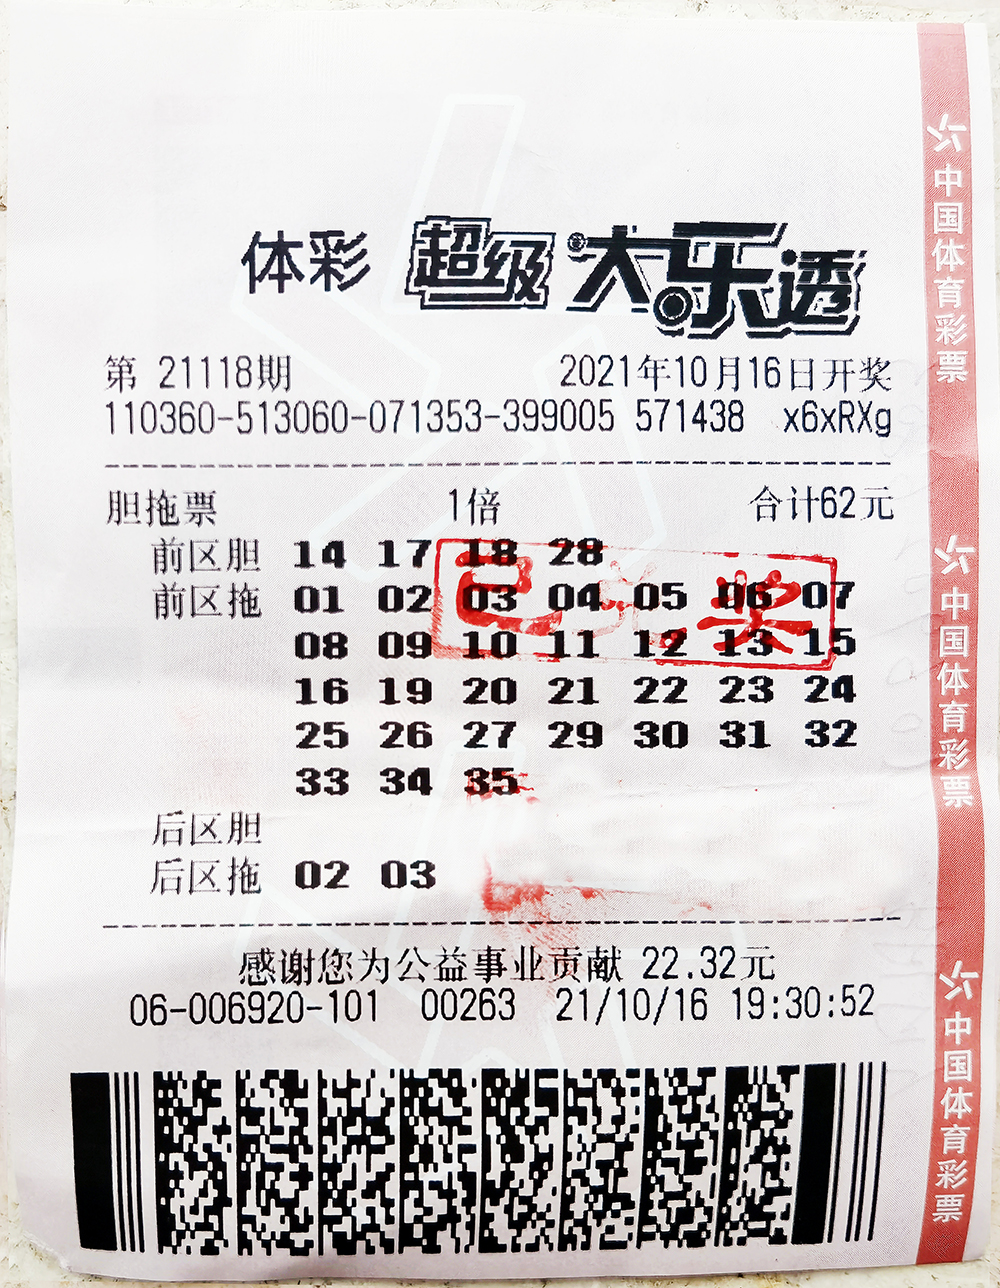 体彩 超级大乐透
第 21118期 2021年10月16日开奖
110360-513060-071353-399005 571438 x6xRXg
胆拖票 1倍 合计62元
前区胆 14 17 18 28
前区拖 01 02 03 04 05 06 07
08 09 10 11 12 13 15
16 19 20 21 22 23 24
25 26 27 29 30 31 32
33 34 35
后区胆
后区拖 02 03
感谢您为公益事业贡献 22.32元
06-006920-101 00263 21/10/16 19:30:52
已兑奖
中国体育彩票
中国体育彩票
中国体育彩票